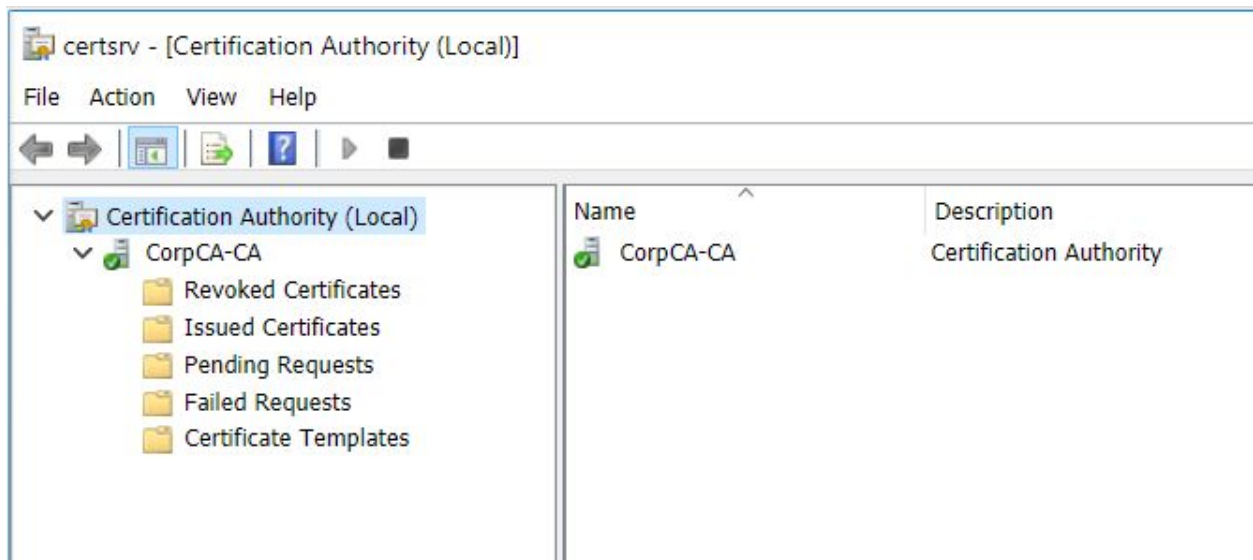 certsrv - [Certification Authority (Local)]
File Action View Help
Certification Authority (Local)
CorpCA-CA
Revoked Certificates
Issued Certificates
Pending Requests
Failed Requests
Certificate Templates
Name Description
CorpCA-CA Certification Authority